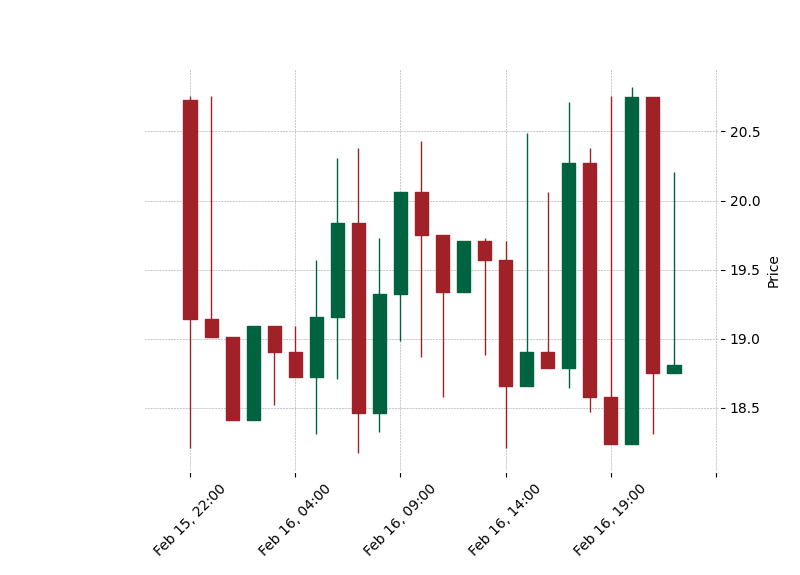 20.5
20.0
19.5
19.0
18.5
Price
Feb 15, 22:00
Feb 16, 04:00
Feb 16, 09:00
Feb 16, 14:00
Feb 16, 19:00